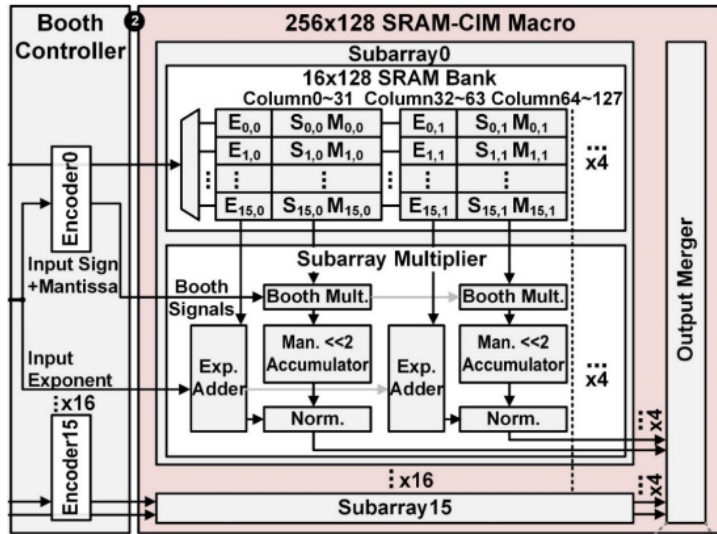 Booth
Controller
2
256x128 SRAM-CIM Macro
Subarray0
16x128 SRAM Bank
Column0~31 Column32~63 Column64~127
E0,0 S0,0 M0,0 E0,1 S0,1 M0,1
E1,0 S1,0 M1,0 E1,1 S1,1 M1,1
x4
E15,0 S15,0 M15,0 E15,1 S15,1 M15,1
Encoder0
Input Sign
+Mantissa
Subarray Multiplier
Booth
Signals
Booth Mult. Booth Mult.
Man. <<2
Accumulator
Man. <<2
Accumulator
Exp.
Adder
Exp.
Adder
x4
Input
Exponent
Norm. Norm.
x16
x4
Output Merger
Encoder15
x16
x4
Subarray15